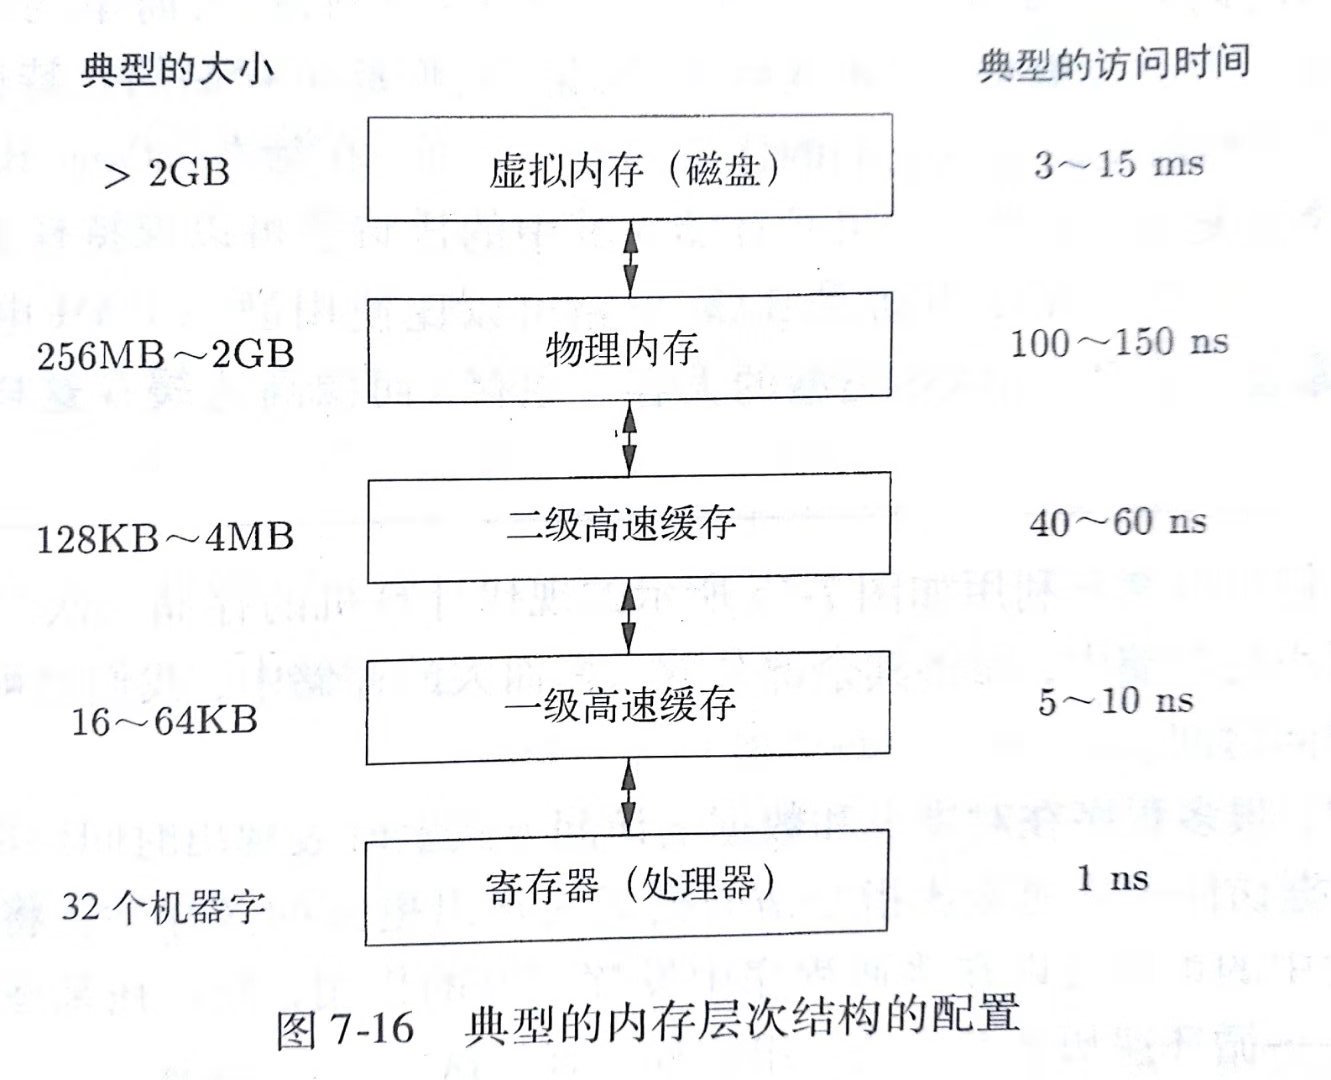 典型的大小 典型的访问时间
> 2GB 虚拟内存（磁盘） 3～15 ms
256MB～2GB 物理内存 100～150 ns
128KB～4MB 二级高速缓存 40～60 ns
16～64KB 一级高速缓存 5～10 ns
32 个机器字 寄存器（处理器） 1 ns
图 7-16 典型的内存层次结构的配置